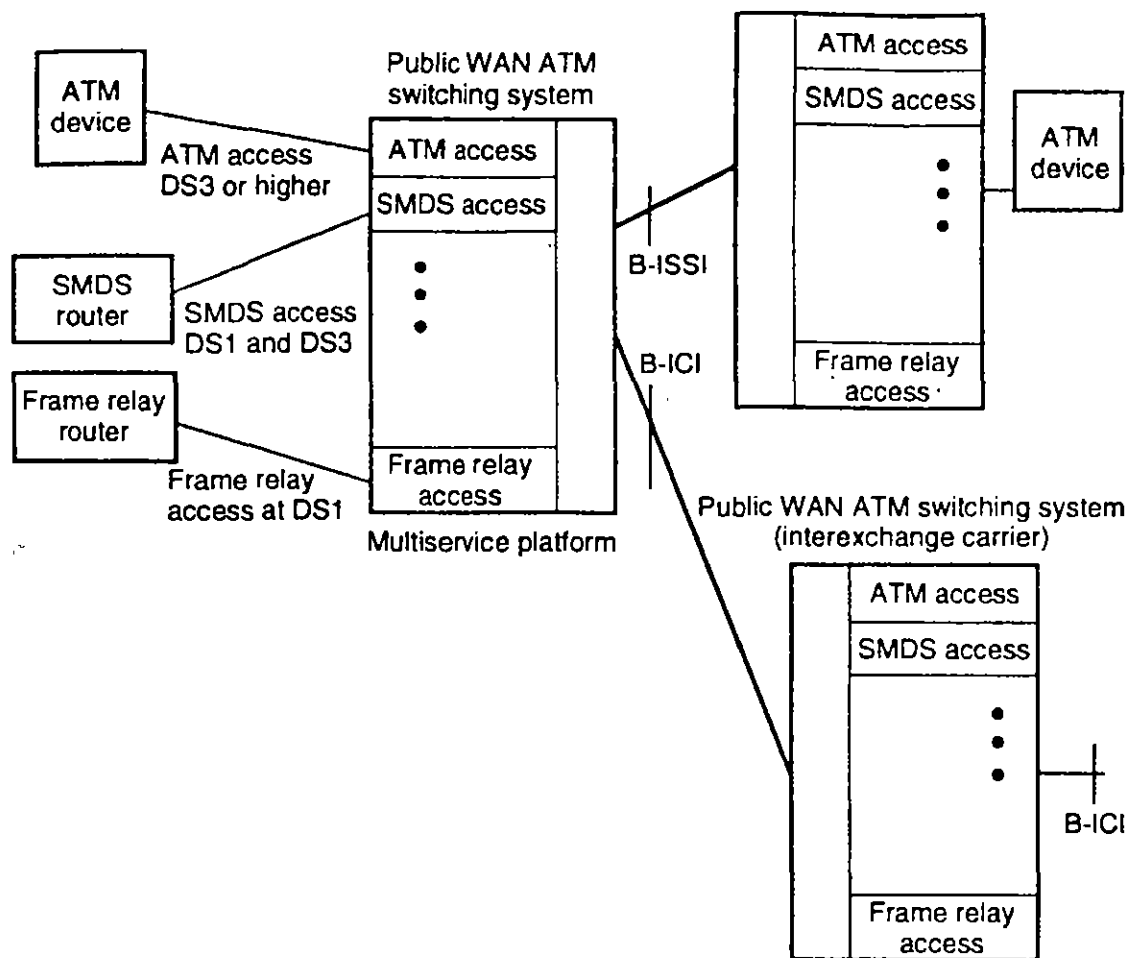 ATM
device
ATM access
DS3 or higher
SMDS
router
SMDS access
DS1 and DS3
Frame relay
router
Frame relay
access at DS1
Public WAN ATM
switching system
ATM access
SMDS access
Frame relay
access
Multiservice platform
B-ISSI
B-ICI
ATM access
SMDS access
Frame relay
access
ATM
device
Public WAN ATM switching system
(interexchange carrier)
ATM access
SMDS access
Frame relay
access
B-ICI